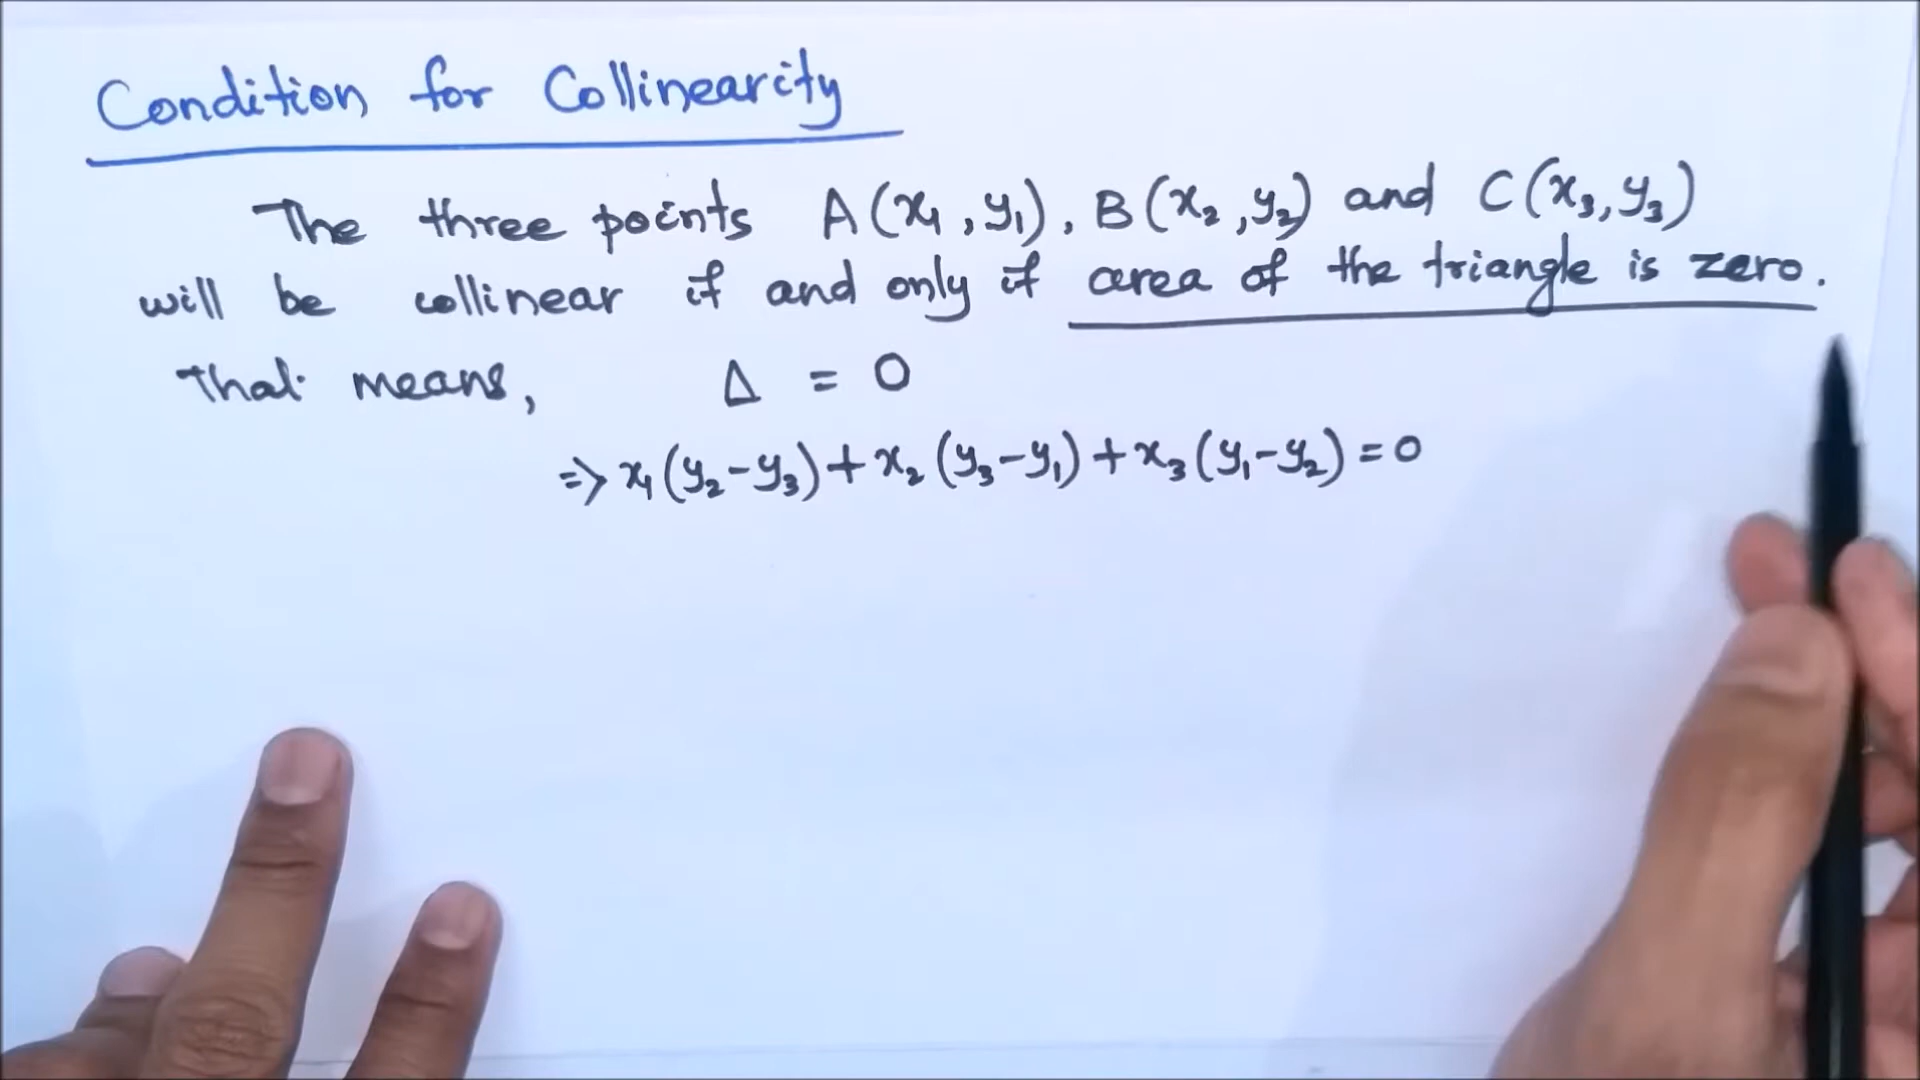 Condition for Collinearity
The three points A(x₁, y₁), B(x₂, y₂) and C(x₃, y₃)
will be collinear if and only if area of the triangle is zero.
That means, Δ = 0
=> x₁(y₂-y₃)+x₂(y₃-y₁)+x₃(y₁-y₂)=0